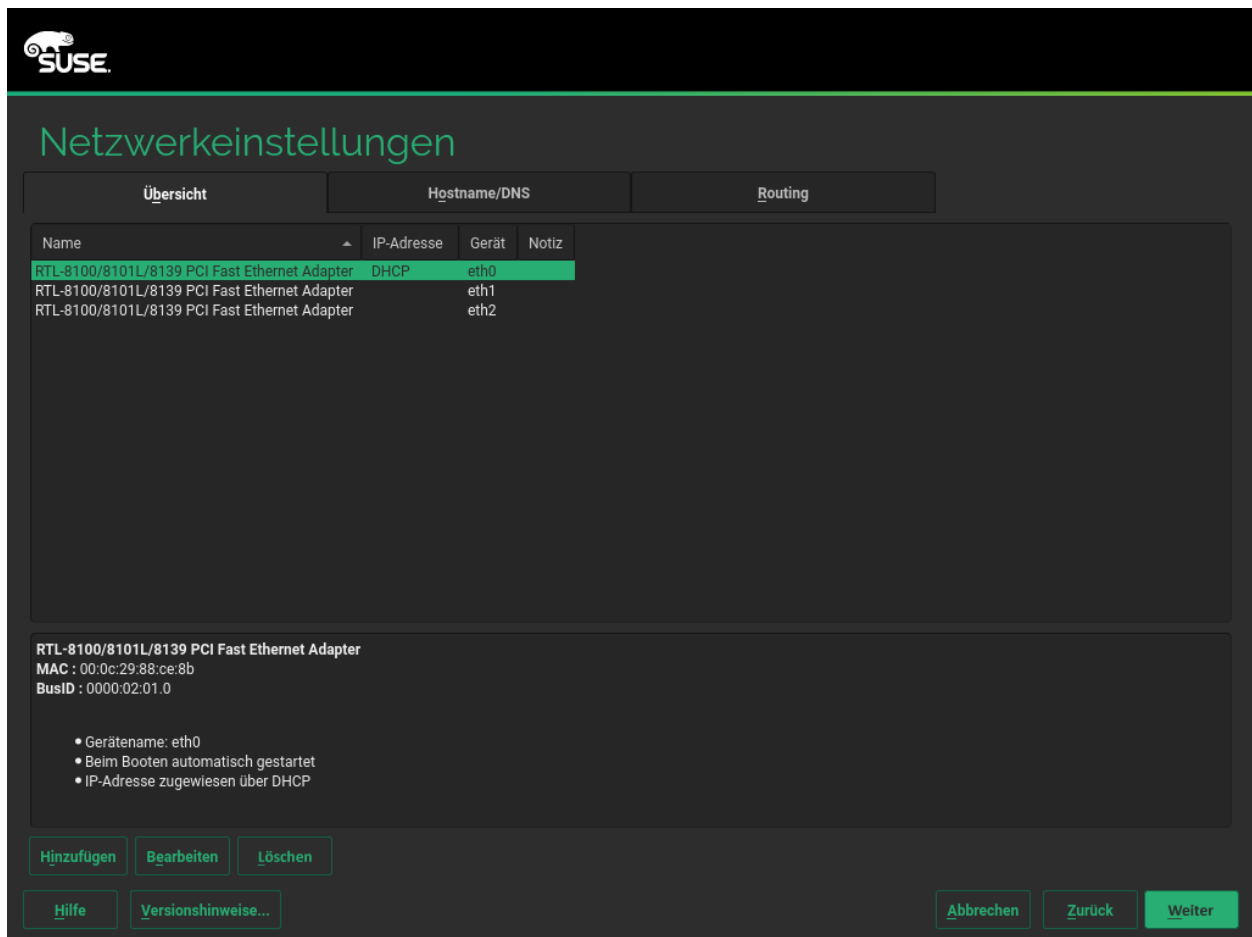 SUSE.
Netzwerkeinstellungen
Übersicht Hostname/DNS Routing
Name IP-Adresse Gerät Notiz
RTL-8100/8101L/8139 PCI Fast Ethernet Adapter DHCP eth0
RTL-8100/8101L/8139 PCI Fast Ethernet Adapter eth1
RTL-8100/8101L/8139 PCI Fast Ethernet Adapter eth2
RTL-8100/8101L/8139 PCI Fast Ethernet Adapter
MAC : 00:0c:29:88:ce:8b
BusID : 0000:02:01.0
• Gerätename: eth0
• Beim Booten automatisch gestartet
• IP-Adresse zugewiesen über DHCP
Hinzufügen Bearbeiten Löschen
Hilfe Versionshinweise... Abbrechen Zurück Weiter